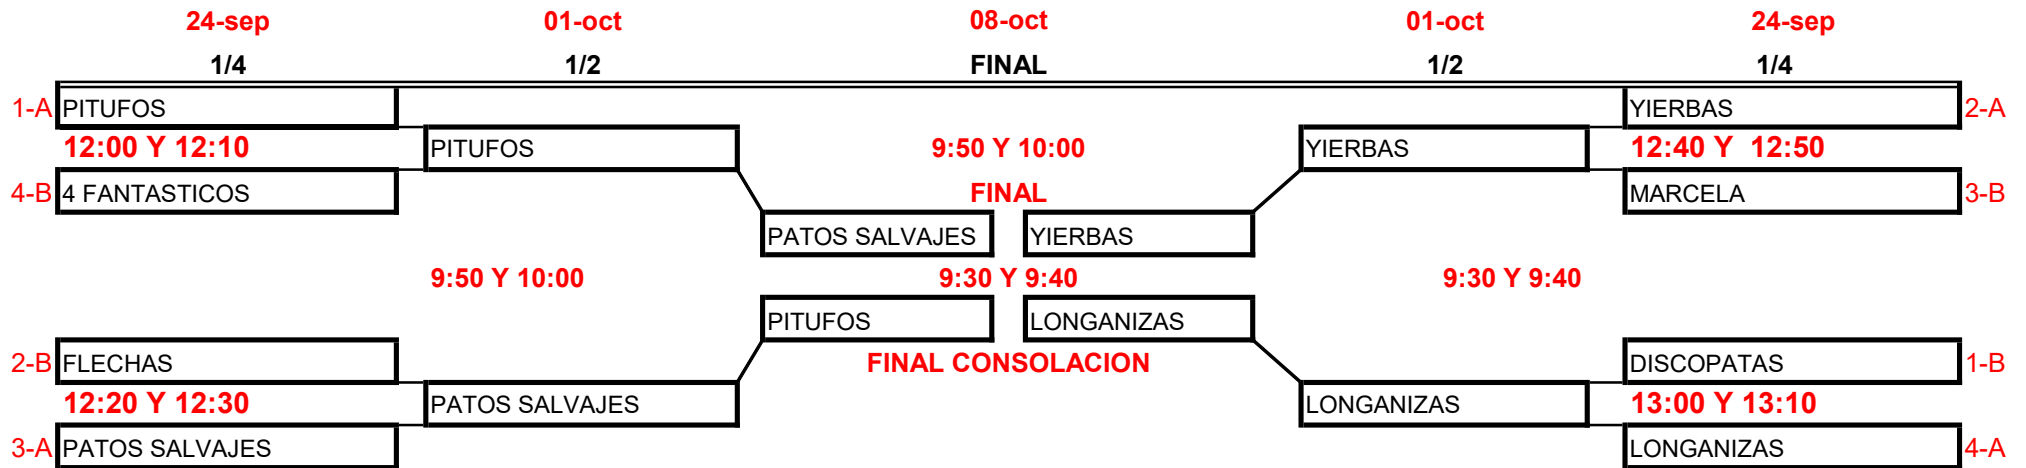 24-sep 01-oct 08-oct 01-oct 24-sep
1/4 1/2 FINAL 1/2 1/4
1-A PITUFOS YIERBAS 2-A
12:00 Y 12:10 PITUFOS 9:50 Y 10:00 YIERBAS 12:40 Y 12:50
4-B 4 FANTASTICOS FINAL MARCELA 3-B
PATOS SALVAJES YIERBAS
9:50 Y 10:00 9:30 Y 9:40 9:30 Y 9:40
PITUFOS LONGANIZAS
2-B FLECHAS FINAL CONSOLACION DISCOPATAS 1-B
12:20 Y 12:30 PATOS SALVAJES LONGANIZAS 13:00 Y 13:10
3-A PATOS SALVAJES LONGANIZAS 4-A